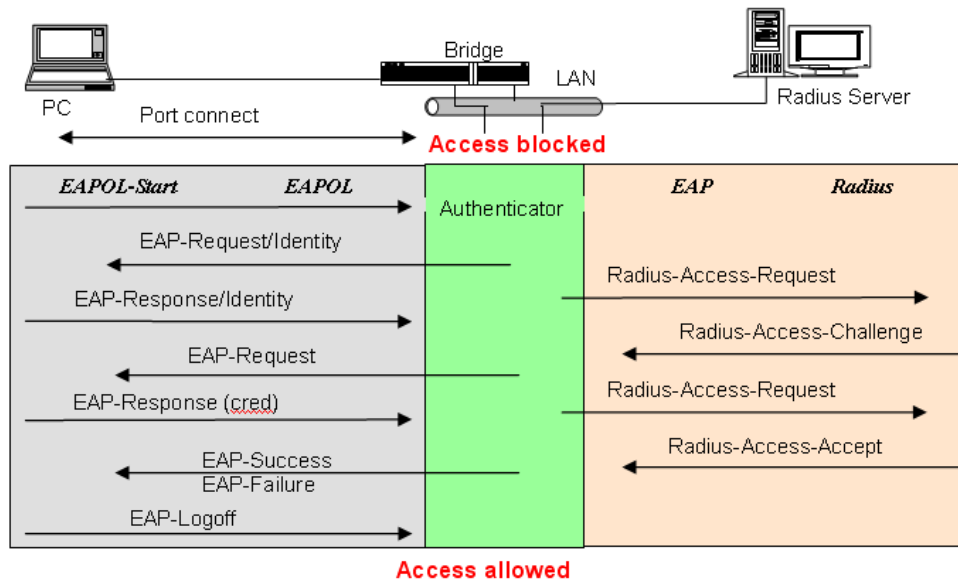 Bridge
LAN
PC
Radius Server
Port connect
Access blocked
EAPOL-Start
EAPOL
Authenticator
EAP
Radius
EAP-Request/Identity
Radius-Access-Request
EAP-Response/Identity
Radius-Access-Challenge
EAP-Request
Radius-Access-Request
EAP-Response (cred)
Radius-Access-Accept
EAP-Success
EAP-Failure
EAP-Logoff
Access allowed